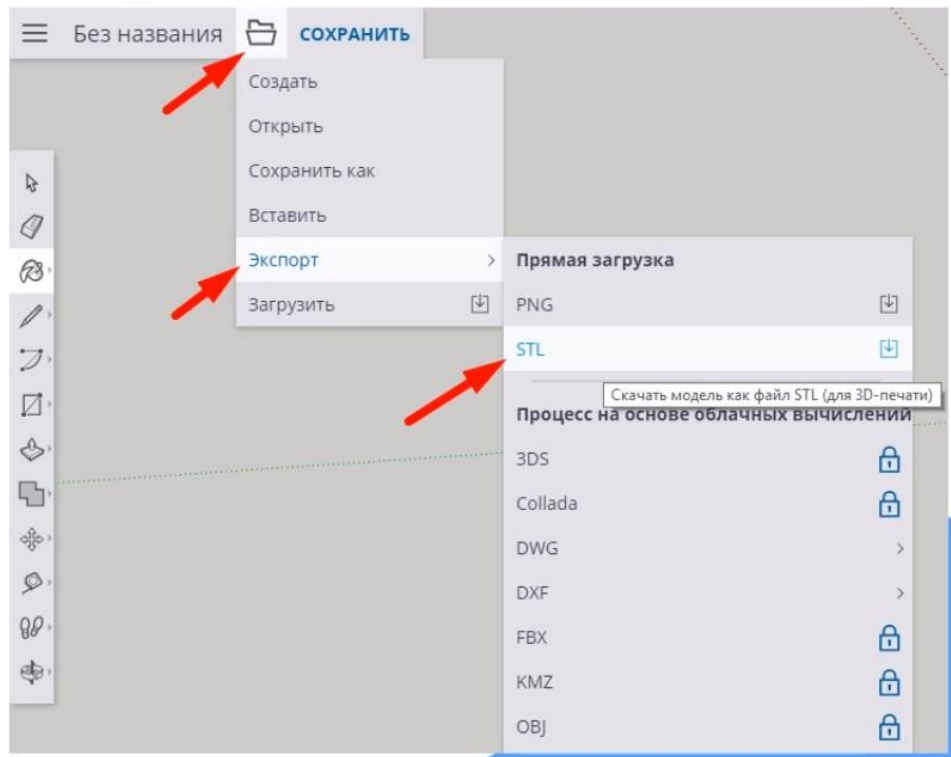 Без названия СОХРАНИТЬ
Создать
Открыть
Сохранить как
Вставить
Экспорт
Загрузить
Прямая загрузка
PNG
STL
Скачать модель как файл STL (для 3D-печати)
Процесс на основе облачных вычислений
3DS
Collada
DWG
DXF
FBX
KMZ
OBJ